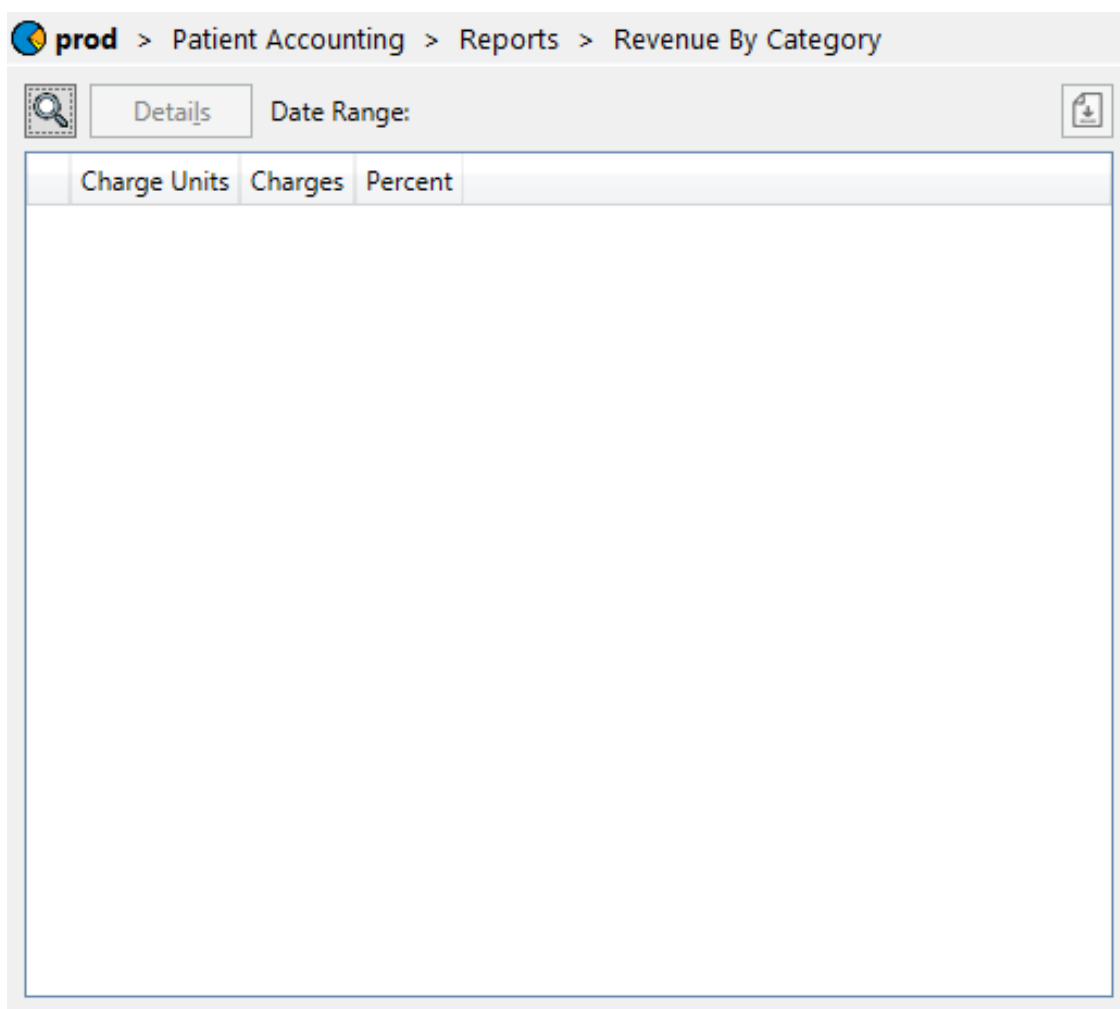 prod > Patient Accounting > Reports > Revenue By Category
Details Date Range:
Charge Units Charges Percent